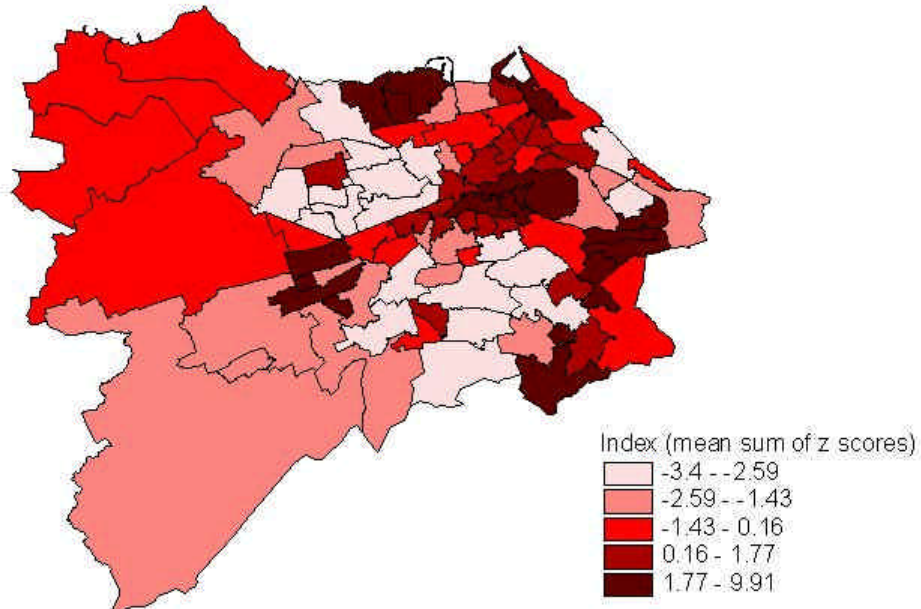 Index (mean sum of z scores)
-3.4 - -2.59
-2.59 - -1.43
-1.43 - 0.16
0.16 - 1.77
1.77 - 9.91